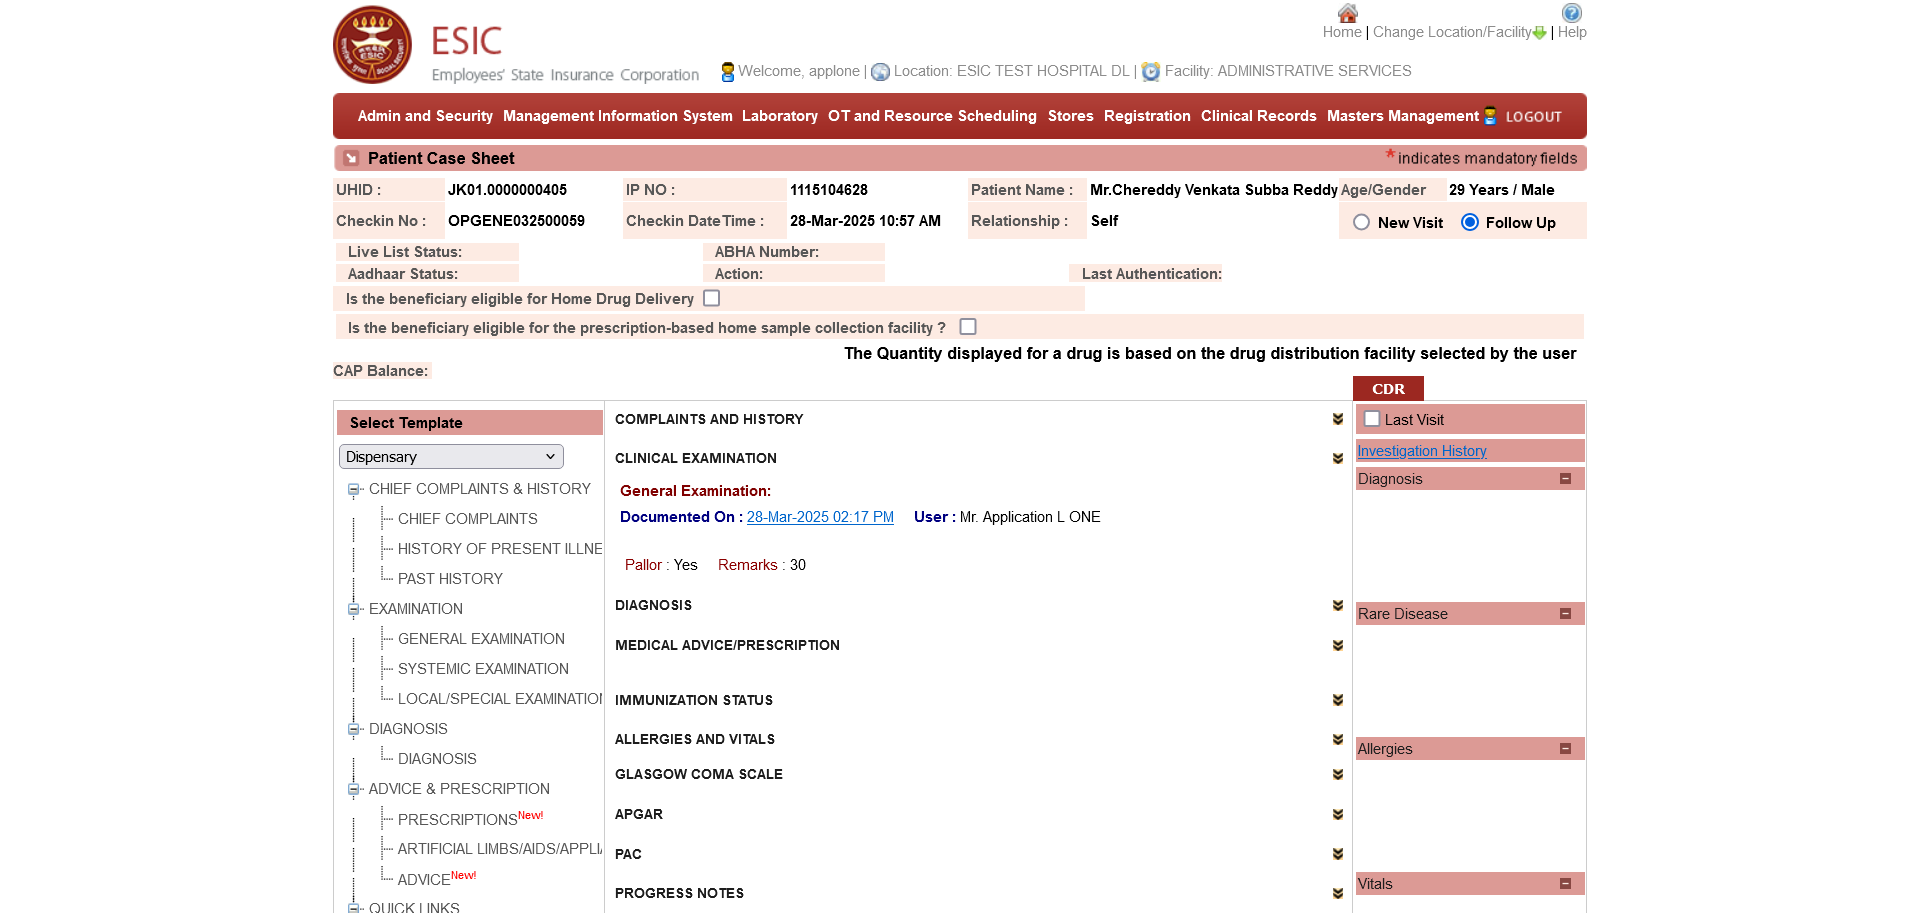 Home | Change Location/Facility | Help
ESIC
Employees' State Insurance Corporation
Welcome, applone | Location: ESIC TEST HOSPITAL DL | Facility: ADMINISTRATIVE SERVICES
Admin and Security Management Information System Laboratory OT and Resource Scheduling Stores Registration Clinical Records Masters Management LOGOUT
Patient Case Sheet * indicates mandatory fields
UHID : JK01.0000000405 IP NO : 1115104628 Patient Name : Mr.Chereddy Venkata Subba Reddy Age/Gender 29 Years / Male
Checkin No : OPGENE032500059 Checkin DateTime : 28-Mar-2025 10:57 AM Relationship : Self New Visit Follow Up
Live List Status: ABHA Number:
Aadhaar Status: Action: Last Authentication:
Is the beneficiary eligible for Home Drug Delivery
Is the beneficiary eligible for the prescription-based home sample collection facility ?
The Quantity displayed for a drug is based on the drug distribution facility selected by the user
CAP Balance:
CDR
Select Template
Dispensary
CHIEF COMPLAINTS & HISTORY
CHIEF COMPLAINTS
HISTORY OF PRESENT ILLNE
PAST HISTORY
EXAMINATION
GENERAL EXAMINATION
SYSTEMIC EXAMINATION
LOCAL/SPECIAL EXAMINATION
DIAGNOSIS
DIAGNOSIS
ADVICE & PRESCRIPTION
PRESCRIPTIONS New!
ARTIFICIAL LIMBS/AIDS/APPLI
ADVICE New!
QUICK LINKS
COMPLAINTS AND HISTORY
CLINICAL EXAMINATION
General Examination:
Documented On : 28-Mar-2025 02:17 PM User : Mr. Application L ONE
Pallor : Yes Remarks : 30
DIAGNOSIS
MEDICAL ADVICE/PRESCRIPTION
IMMUNIZATION STATUS
ALLERGIES AND VITALS
GLASGOW COMA SCALE
APGAR
PAC
PROGRESS NOTES
Last Visit
Investigation History
Diagnosis
Rare Disease
Allergies
Vitals